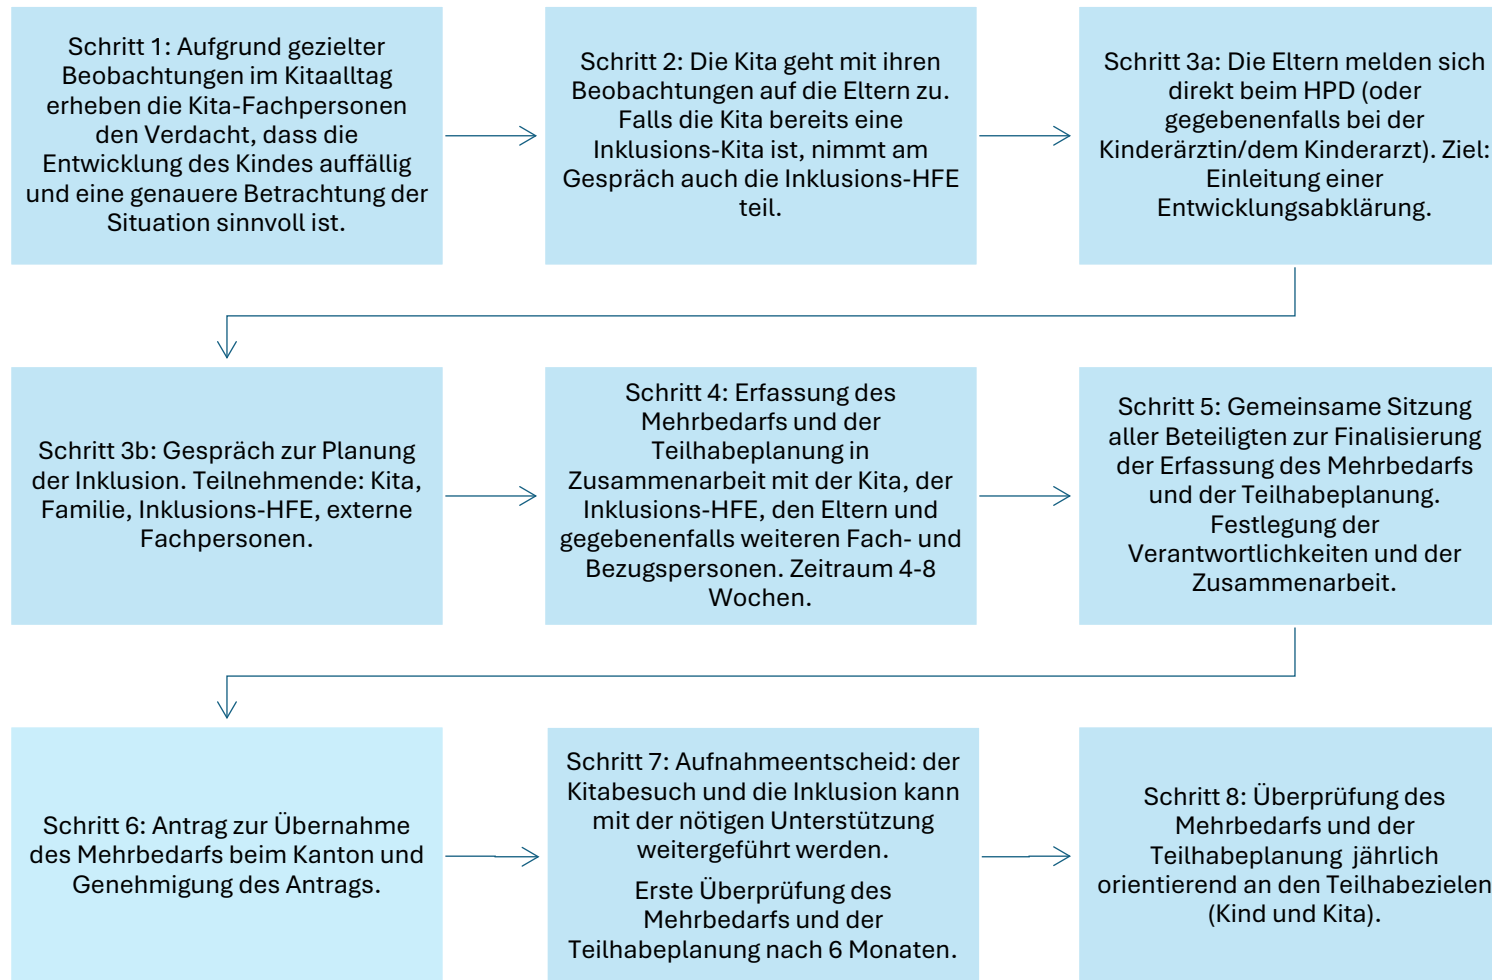 Schritt 1: Aufgrund gezielter
Beobachtungen im Kitaalltag
erheben die Kita-Fachpersonen
den Verdacht, dass die
Entwicklung des Kindes auffällig
und eine genauere Betrachtung der
Situation sinnvoll ist.
Schritt 2: Die Kita geht mit ihren
Beobachtungen auf die Eltern zu.
Falls die Kita bereits eine
Inklusions-Kita ist, nimmt am
Gespräch auch die Inklusions-HFE
teil.
Schritt 3a: Die Eltern melden sich
direkt beim HPD (oder
gegebenenfalls bei der
Kinderärztin/dem Kinderarzt). Ziel:
Einleitung einer
Entwicklungsabklärung.
Schritt 3b: Gespräch zur Planung
der Inklusion. Teilnehmende: Kita,
Familie, Inklusions-HFE, externe
Fachpersonen.
Schritt 4: Erfassung des
Mehrbedarfs und der
Teilhabeplanung in
Zusammenarbeit mit der Kita, der
Inklusions-HFE, den Eltern und
gegebenenfalls weiteren Fach- und
Bezugspersonen. Zeitraum 4-8
Wochen.
Schritt 5: Gemeinsame Sitzung
aller Beteiligten zur Finalisierung
der Erfassung des Mehrbedarfs
und der Teilhabeplanung.
Festlegung der
Verantwortlichkeiten und der
Zusammenarbeit.
Schritt 6: Antrag zur Übernahme
des Mehrbedarfs beim Kanton und
Genehmigung des Antrags.
Schritt 7: Aufnahmeentscheid: der
Kitabesuch und die Inklusion kann
mit der nötigen Unterstützung
weitergeführt werden.
Erste Überprüfung des
Mehrbedarfs und der
Teilhabeplanung nach 6 Monaten.
Schritt 8: Überprüfung des
Mehrbedarfs und der
Teilhabeplanung jährlich
orientierend an den Teilhabezielen
(Kind und Kita).